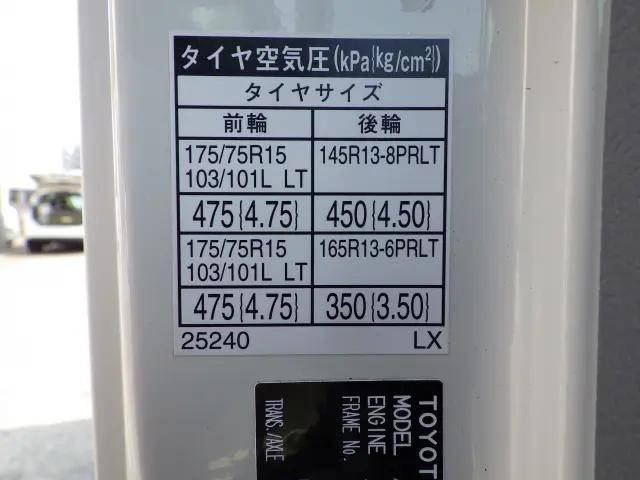 タイヤ空気圧(kPa{kg/cm²})
タイヤサイズ
前輪 後輪
175/75R15 145R13-8PRLT
103/101L LT
475{4.75} 450{4.50}
175/75R15 165R13-6PRLT
103/101L LT
475{4.75} 350{3.50}
25240 LX
TOYOT
MODEL
ENGINE
FRAME No.
TRANS./AXLE